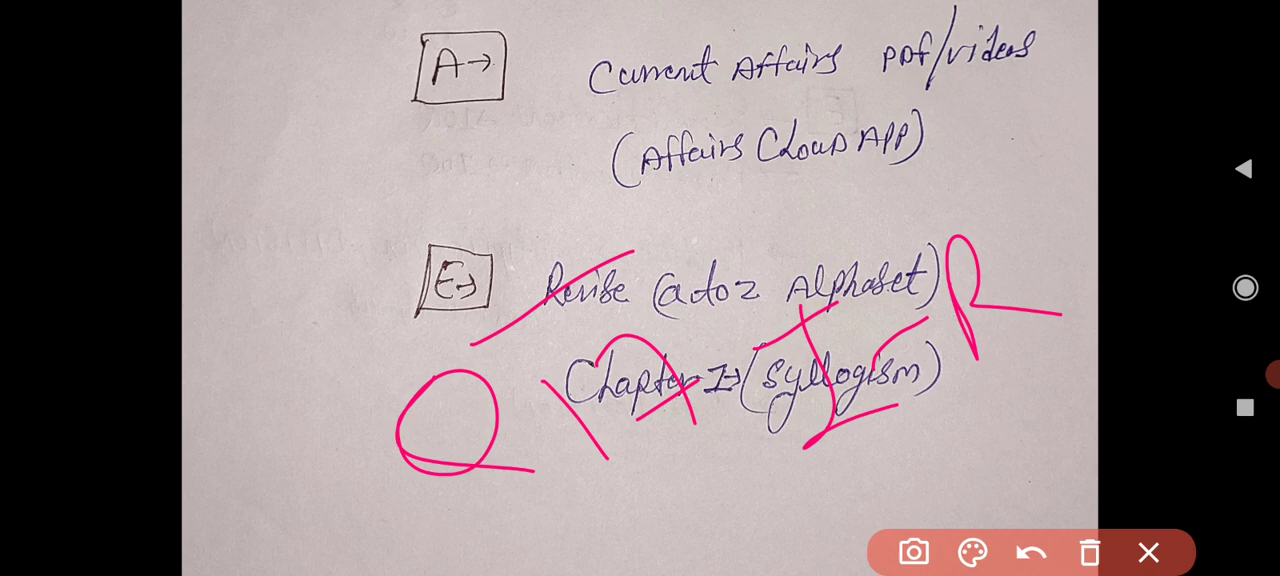 A→ Current Affairs PDF/videos
(Affairs Cloud APP)
E→ Revise (a to z Alphabet)
Chapter-I→(Syllogism)